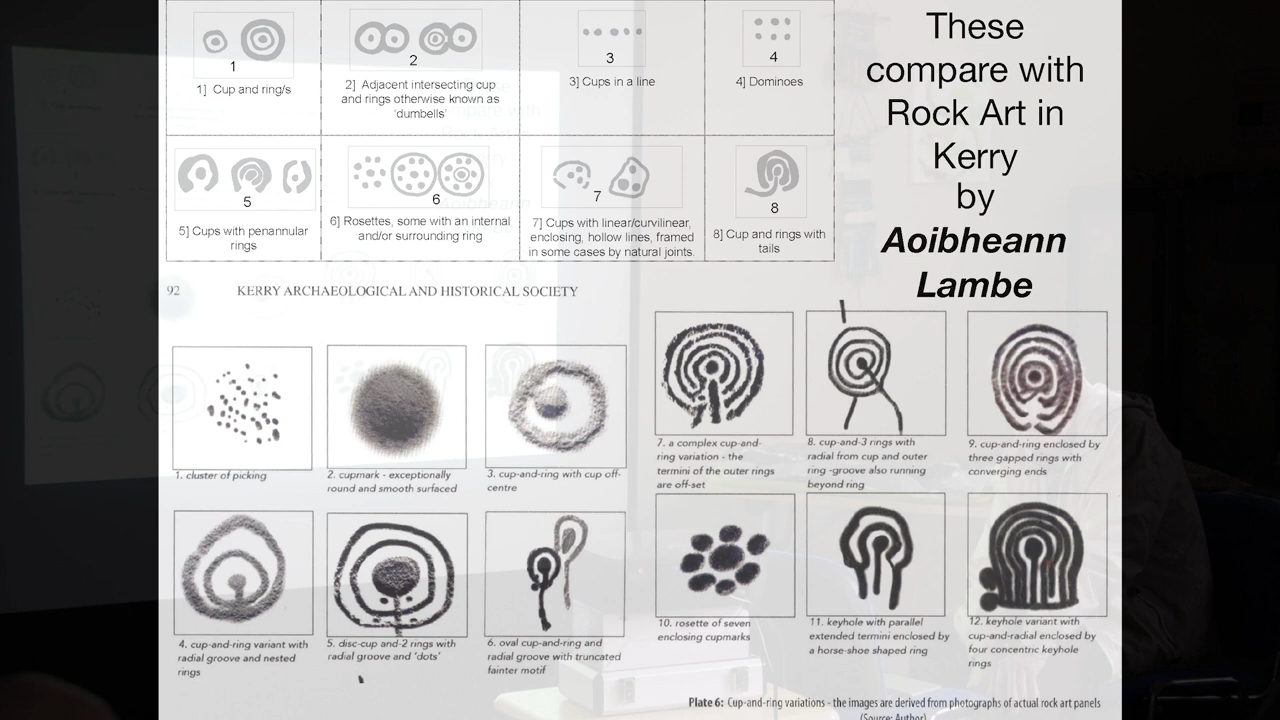 1
1] Cup and ring/s
2
2] Adjacent intersecting cup
and rings otherwise known as
‘dumbells’
3
3] Cups in a line
4
4] Dominoes
5
5] Cups with penannular
rings
6
6] Rosettes, some with an internal
and/or surrounding ring
7
7] Cups with linear/curvilinear,
enclosing, hollow lines, framed
in some cases by natural joints.
8
8] Cup and rings with
tails
These
compare with
Rock Art in
Kerry
by
Aoibheann
Lambe
92 KERRY ARCHAEOLOGICAL AND HISTORICAL SOCIETY
1. cluster of picking
2. cupmark - exceptionally
round and smooth surfaced
3. cup-and-ring with cup off-
centre
4. cup-and-ring variant with
radial groove and nested
rings
5. disc-cup and-2 rings with
radial groove and ‘dots’
6. oval cup-and-ring and
radial groove with truncated
fainter motif
7. a complex cup-and-
ring variation - the
termini of the outer rings
are off-set
8. cup-and-3 rings with
radial from cup and outer
ring -groove also running
beyond ring
9. cup-and-ring enclosed by
three gapped rings with
converging ends
10. rosette of seven
enclosing cupmarks
11. keyhole with parallel
extended termini enclosed by
a horse-shoe shaped ring
12. keyhole variant with
cup-and-radial enclosed by
four concentric keyhole
rings
Plate 6: Cup-and-ring variations - the images are derived from photographs of actual rock art panels
(Source: Author)